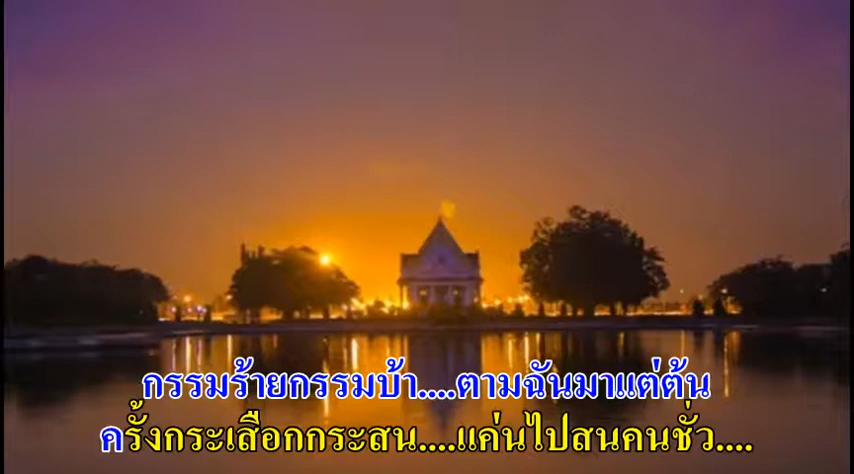 กรรมร้ายกรรมบ้า....ตามฉันมาแต่ต้น
ครั้งกระเสือกกระสน....แค่นไปสนคนชั่ว....